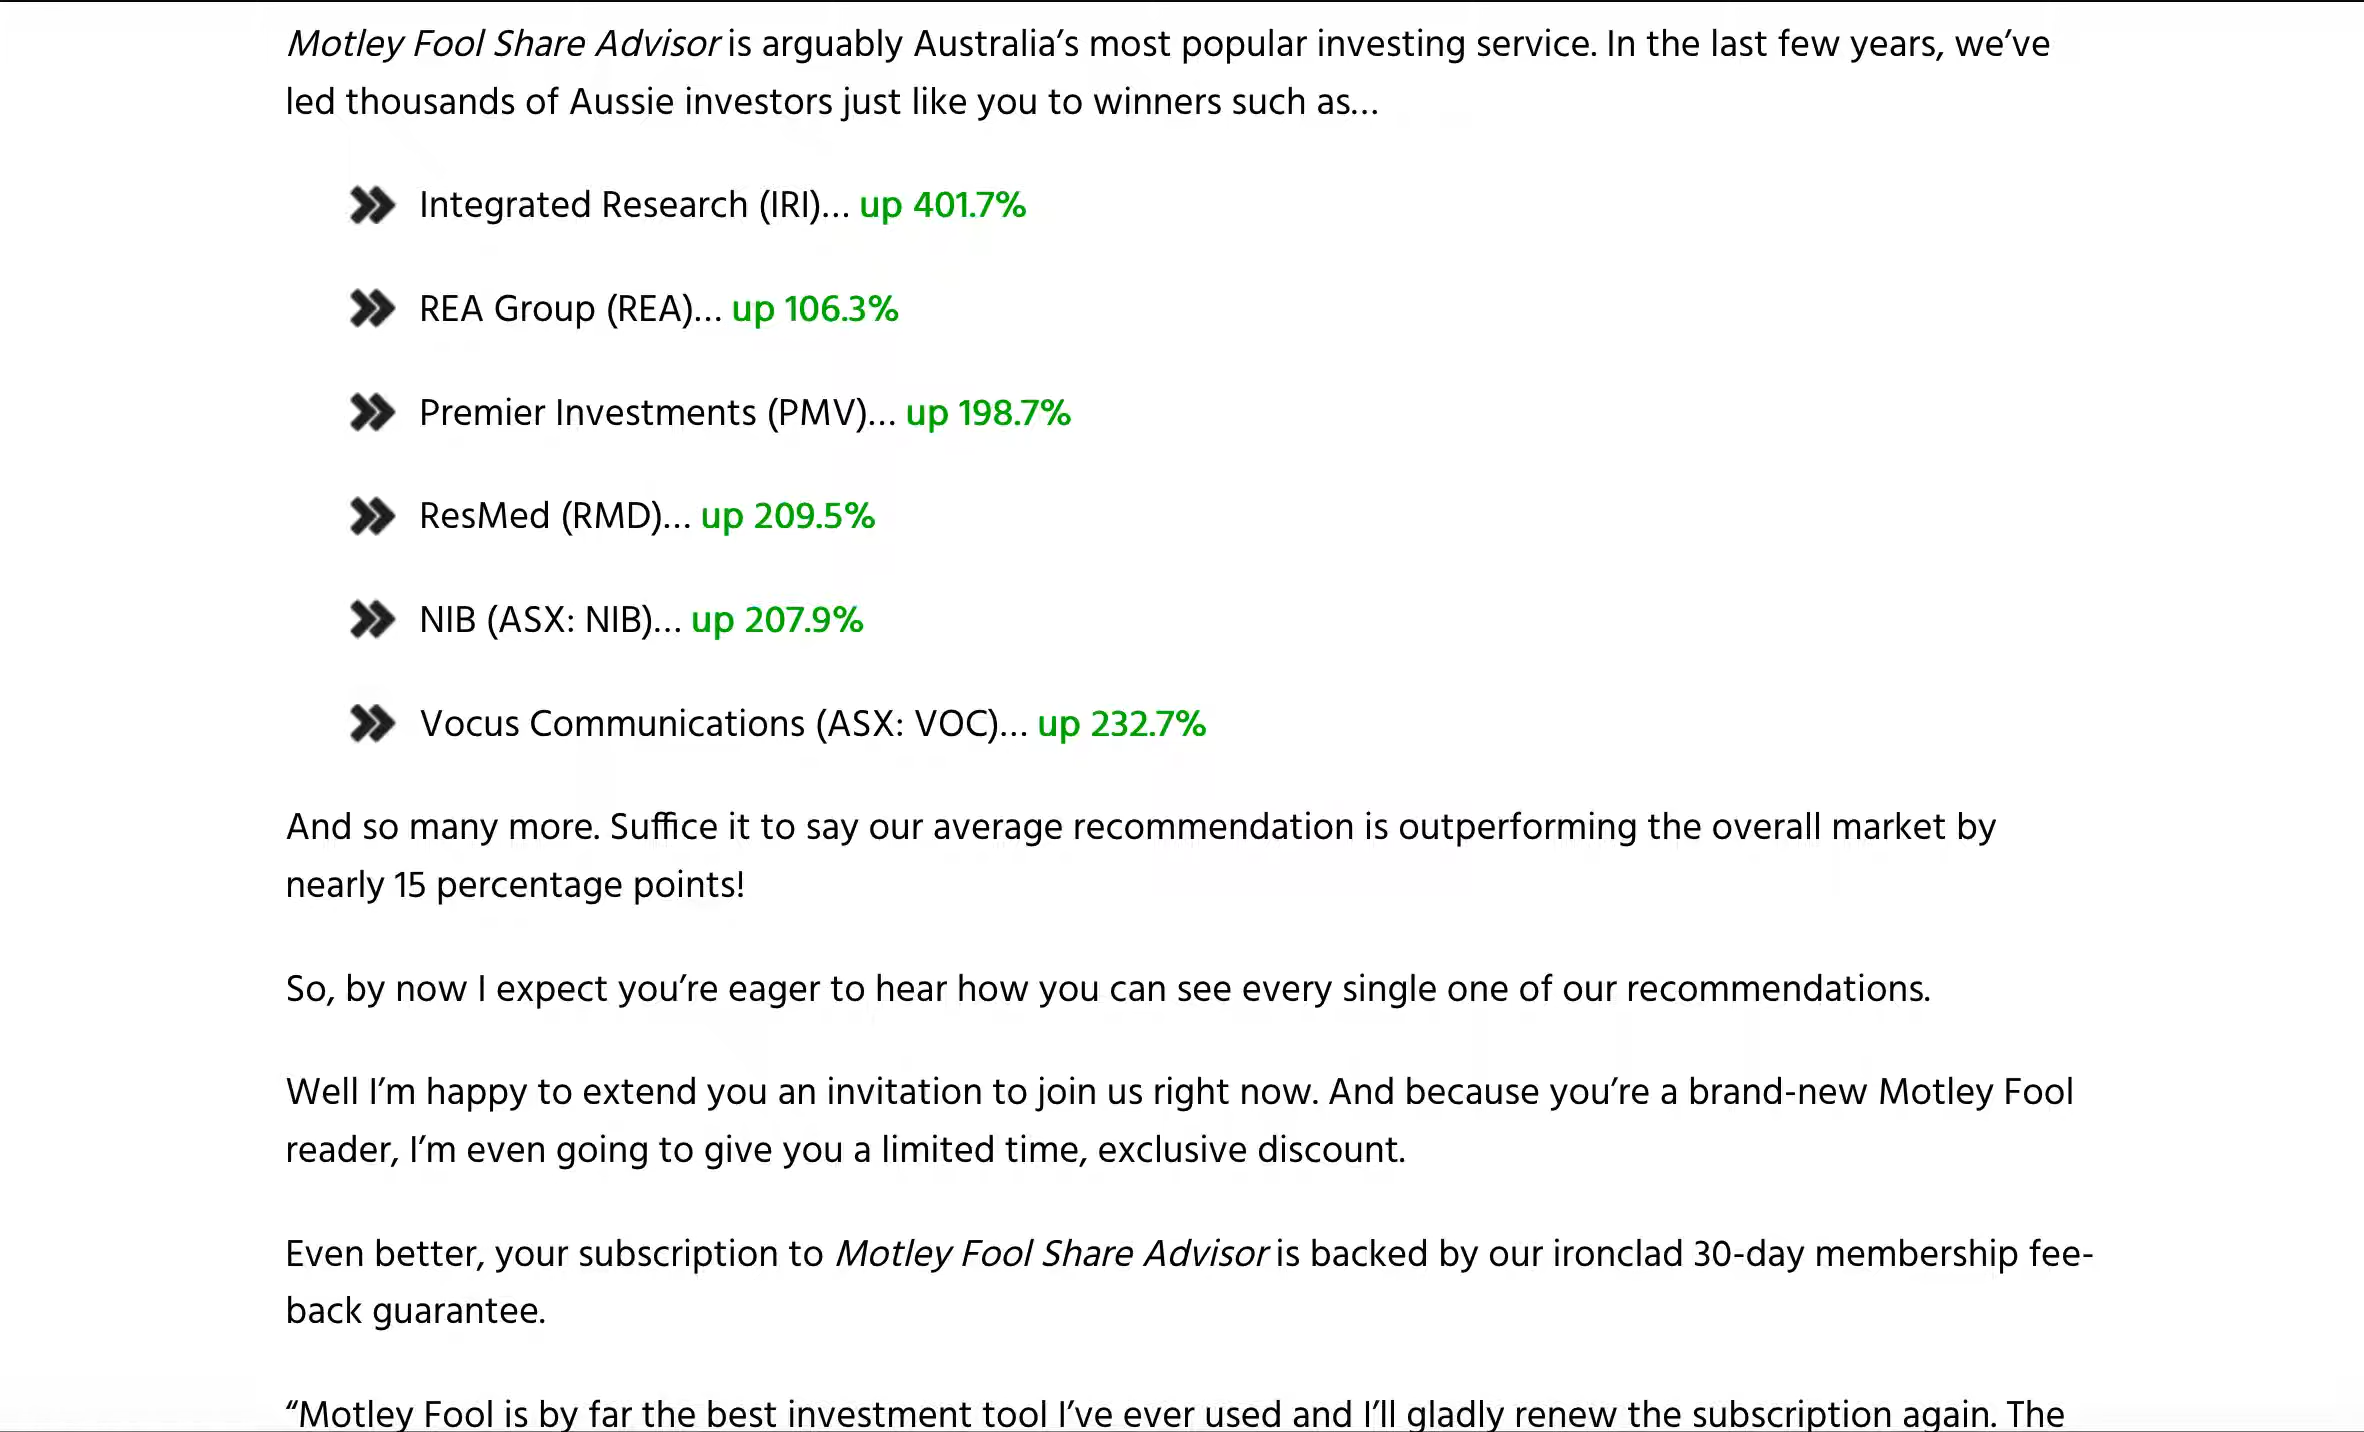 Motley Fool Share Advisor is arguably Australia’s most popular investing service. In the last few years, we’ve
led thousands of Aussie investors just like you to winners such as…
Integrated Research (IRI)… up 401.7%
REA Group (REA)… up 106.3%
Premier Investments (PMV)… up 198.7%
ResMed (RMD)… up 209.5%
NIB (ASX: NIB)… up 207.9%
Vocus Communications (ASX: VOC)… up 232.7%
And so many more. Suffice it to say our average recommendation is outperforming the overall market by
nearly 15 percentage points!
So, by now I expect you’re eager to hear how you can see every single one of our recommendations.
Well I’m happy to extend you an invitation to join us right now. And because you’re a brand-new Motley Fool
reader, I’m even going to give you a limited time, exclusive discount.
Even better, your subscription to Motley Fool Share Advisor is backed by our ironclad 30-day membership fee-
back guarantee.
“Motley Fool is by far the best investment tool I’ve ever used and I’ll gladly renew the subscription again. The